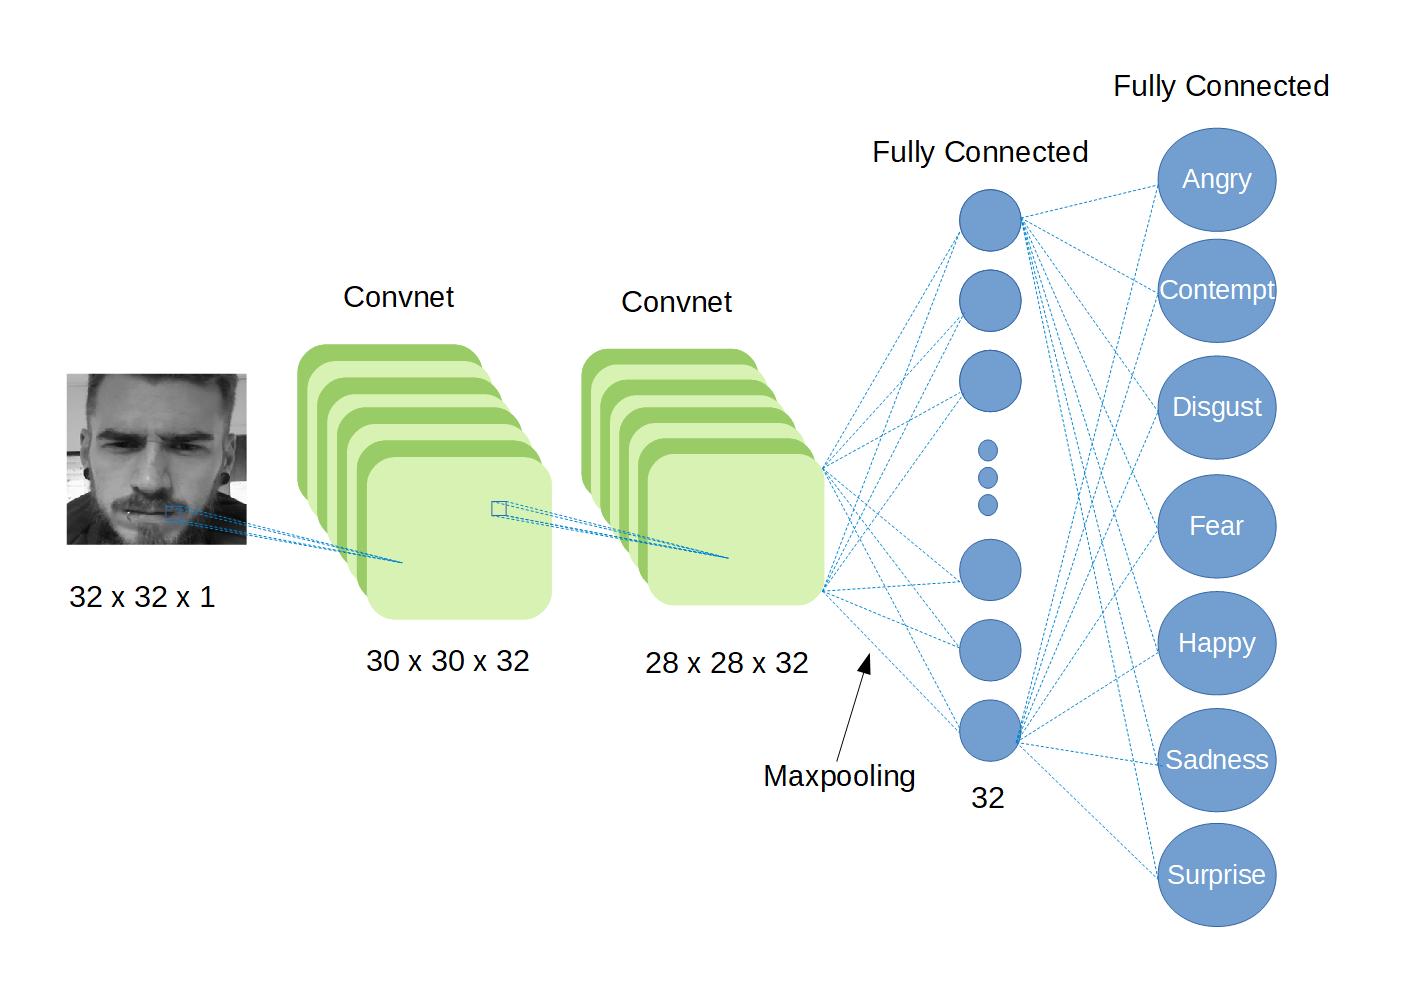 Fully Connected
Fully Connected
Angry
Contempt
Disgust
Fear
Happy
Sadness
Surprise
Convnet
Convnet
32 x 32 x 1
30 x 30 x 32
28 x 28 x 32
Maxpooling
32